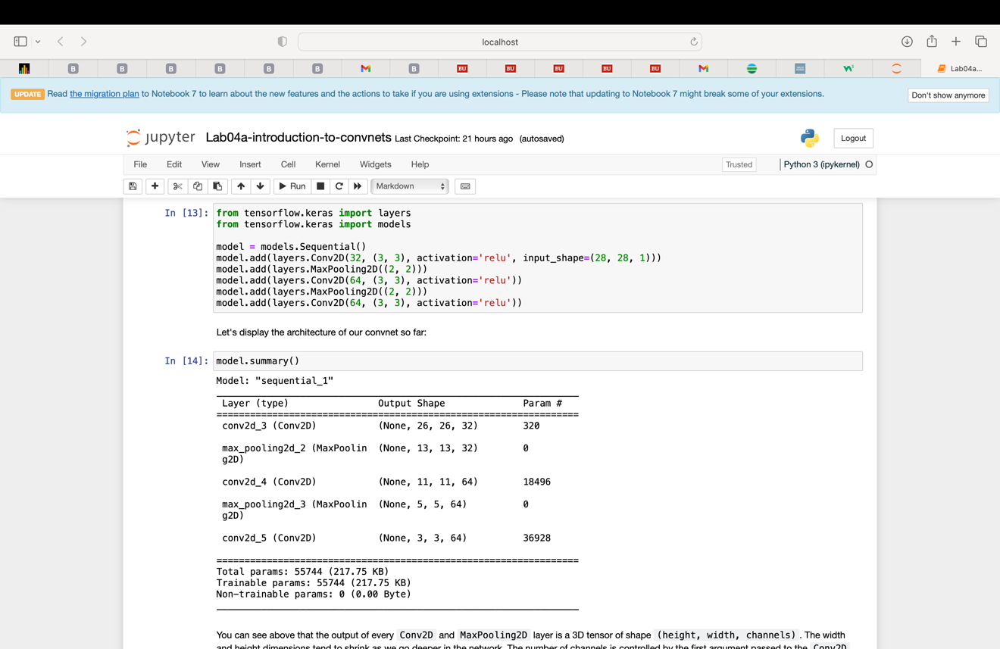 localhost
B B B B B B B BU BU BU BU BU Lab04a...
UPDATE Read the migration plan to Notebook 7 to learn about the new features and the actions to take if you are using extensions - Please note that updating to Notebook 7 might break some of your extensions. Don't show anymore
jupyter Lab04a-introduction-to-convnets Last Checkpoint: 21 hours ago (autosaved) Logout
File Edit View Insert Cell Kernel Widgets Help Trusted Python 3 (ipykernel)
Run Markdown
In [13]: from tensorflow.keras import layers
from tensorflow.keras import models
model = models.Sequential()
model.add(layers.Conv2D(32, (3, 3), activation='relu', input_shape=(28, 28, 1)))
model.add(layers.MaxPooling2D((2, 2)))
model.add(layers.Conv2D(64, (3, 3), activation='relu'))
model.add(layers.MaxPooling2D((2, 2)))
model.add(layers.Conv2D(64, (3, 3), activation='relu'))
Let's display the architecture of our convnet so far:
In [14]: model.summary()
Model: "sequential_1"
Layer (type) Output Shape Param #
=================================================================
conv2d_3 (Conv2D) (None, 26, 26, 32) 320
max_pooling2d_2 (MaxPoolin (None, 13, 13, 32) 0
g2D)
conv2d_4 (Conv2D) (None, 11, 11, 64) 18496
max_pooling2d_3 (MaxPoolin (None, 5, 5, 64) 0
g2D)
conv2d_5 (Conv2D) (None, 3, 3, 64) 36928
=================================================================
Total params: 55744 (217.75 KB)
Trainable params: 55744 (217.75 KB)
Non-trainable params: 0 (0.00 Byte)
You can see above that the output of every Conv2D and MaxPooling2D layer is a 3D tensor of shape (height, width, channels). The width
and height dimensions tend to shrink as we go deeper in the network. The number of channels is controlled by the first argument passed to the Conv2D